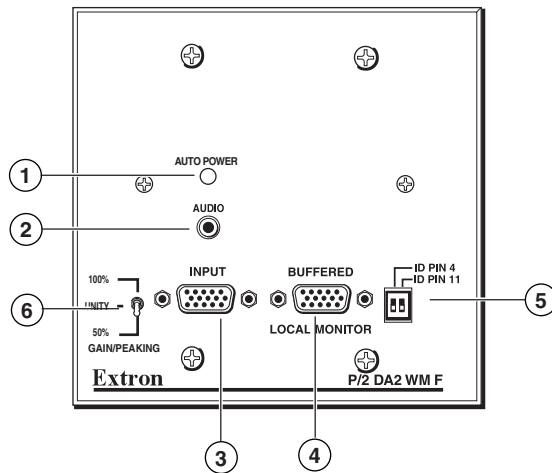 AUTO POWER
1
AUDIO
2
INPUT
BUFFERED
ID PIN 4
ID PIN 11
100%
UNITY
50%
GAIN/PEAKING
LOCAL MONITOR
5
6
Extron
P/2 DA2 WM F
3
4